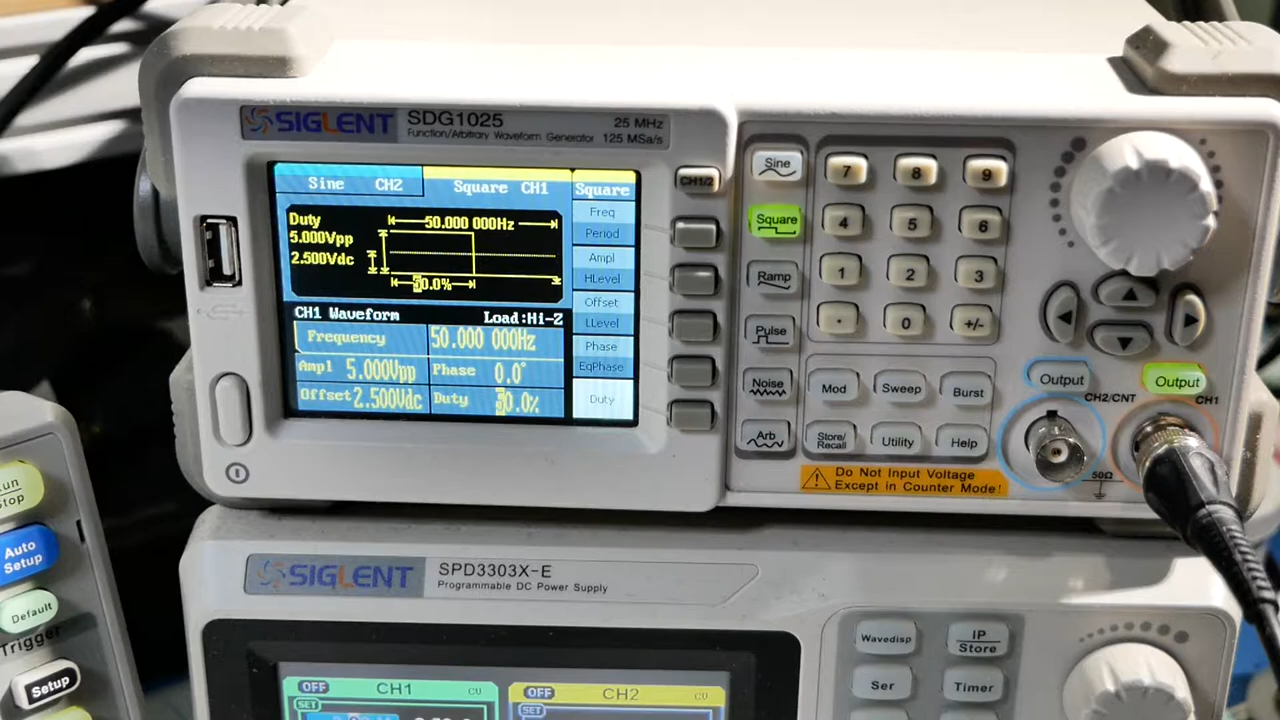 SIGLENT SDG1025 25 MHz
Function/Arbitrary Waveform Generator 125 MSa/s
Sine CH2 Square CH1 Square
Duty 50.000 000Hz
5.000Vpp
2.500Vdc
50.0%
CH1 Waveform Load:Hi-Z
Frequency 50.000 000Hz
Ampl 5.000Vpp Phase 0.0°
Offset 2.500Vdc Duty 50.0%
Freq
Period
Ampl
HLevel
Offset
LLevel
Phase
EqPhase
Duty
CH1/2
Sine
Square
Ramp
Pulse
Noise
Arb
7 8 9
4 5 6
1 2 3
. 0 +/-
Mod Sweep Burst
Store/
Recall Utility Help
Do Not Input Voltage
Except in Counter Mode!
Output Output
CH2/CNT CH1
50Ω
Stop
Auto
Setup
Default
Trigger
Setup
SIGLENT SPD3303X-E
Programmable DC Power Supply
OFF CH1 OFF CH2
SET SET
Wavedisp IP
Store
Ser Timer